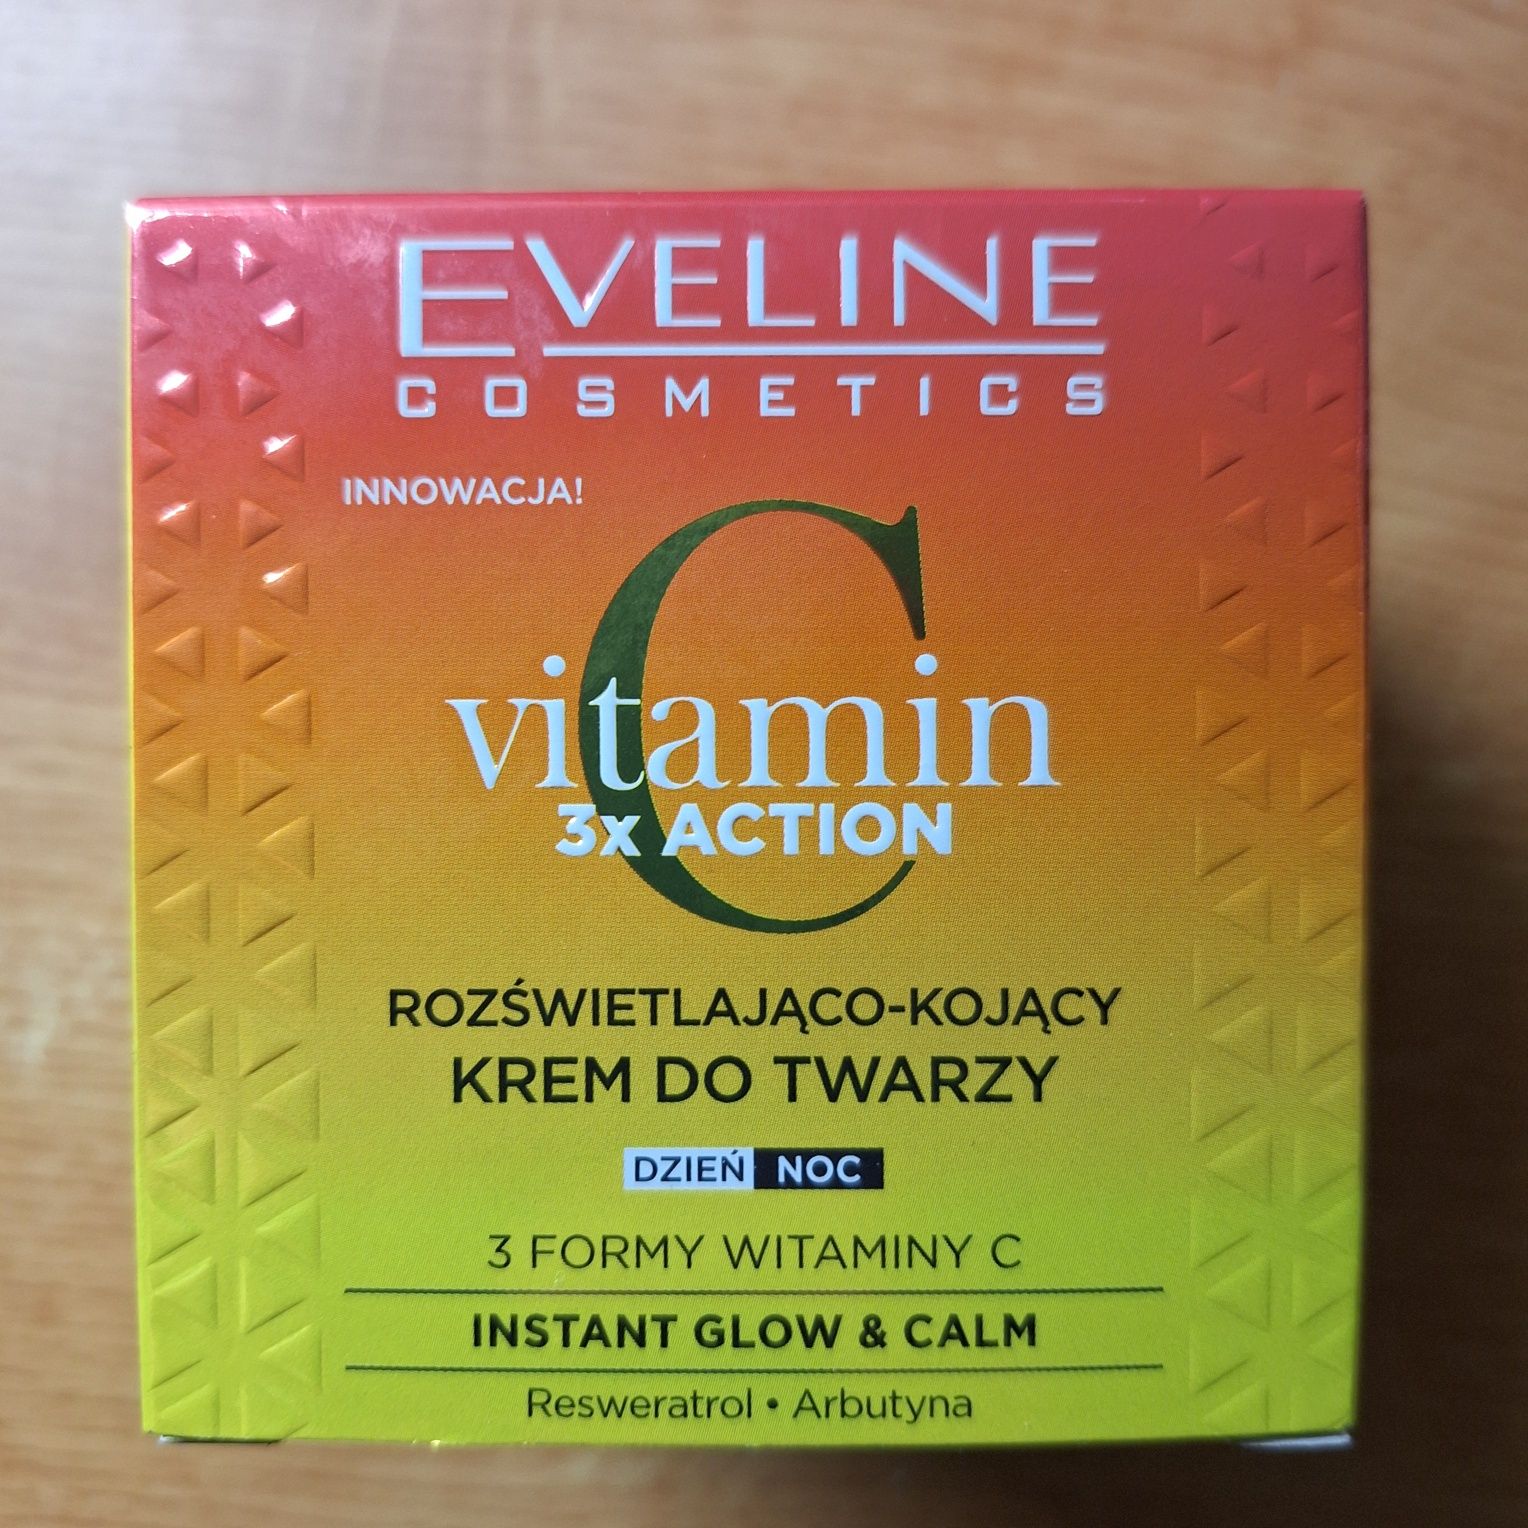 EVELINE
COSMETICS
INNOWACJA!
C
vitamin
3x ACTION
ROZŚWIETLAJĄCO-KOJĄCY
KREM DO TWARZY
DZIEŃ NOC
3 FORMY WITAMINY C
INSTANT GLOW & CALM
Resweratrol • Arbutyna